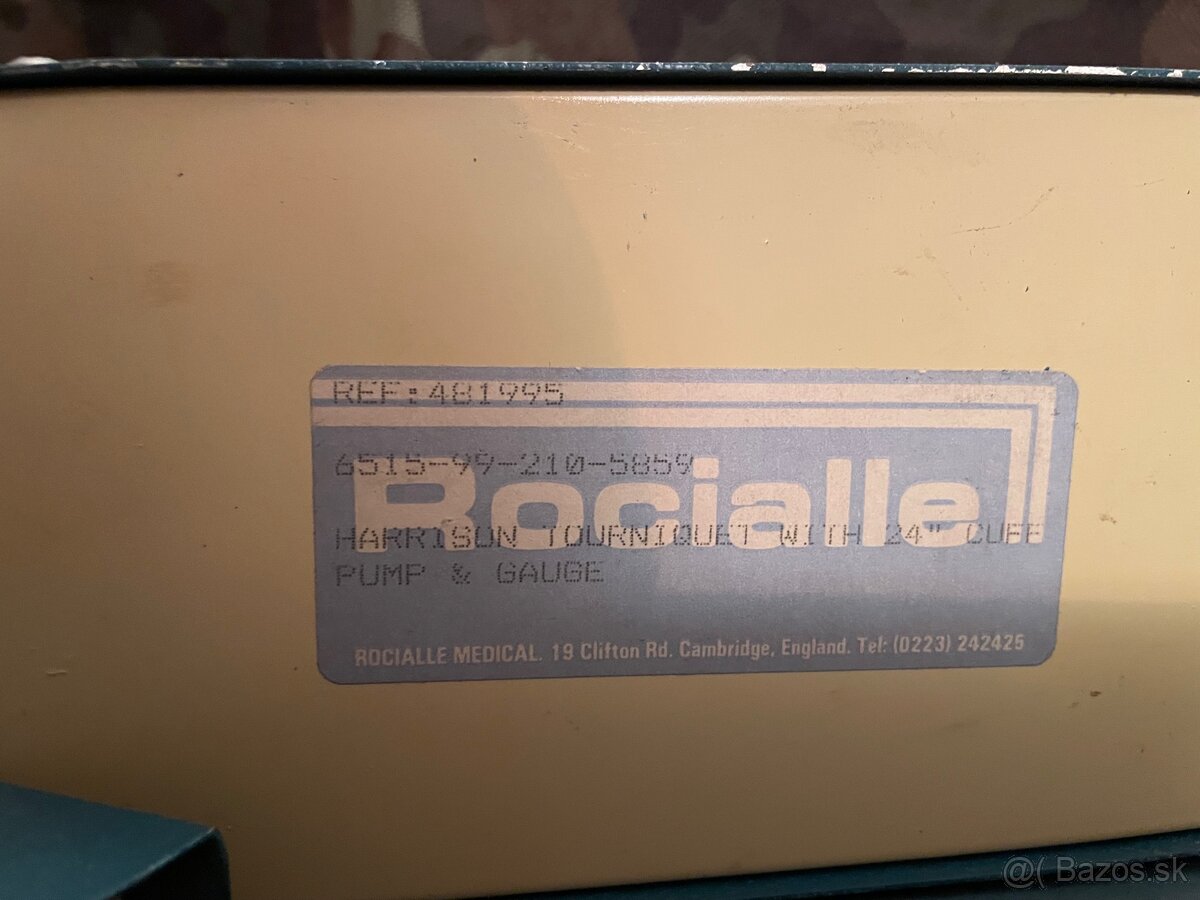 REF:481995
6515-99-210-5859
Rocialle
HARRISON TOURNIQUET WITH 24" CUFF
PUMP & GAUGE
ROCIALLE MEDICAL. 19 Clifton Rd. Cambridge, England. Tel: (0223) 242425
@( Bazos.sk